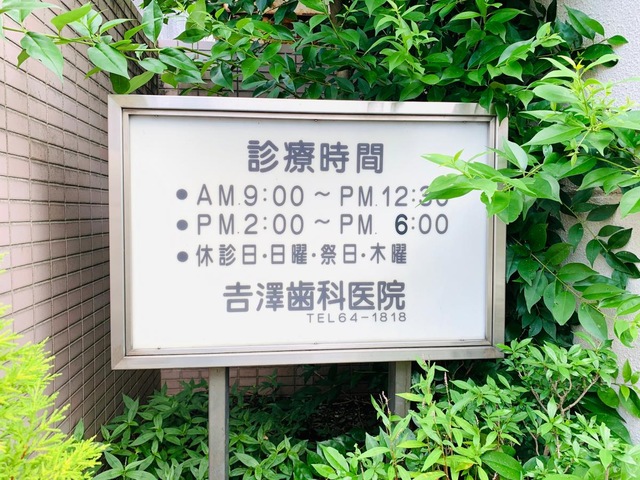 診療時間
●AM.9:00～PM.12:30
●PM.2:00～PM. 6:00
●休診日・日曜・祭日・木曜
𠮷澤歯科医院
TEL64-1818